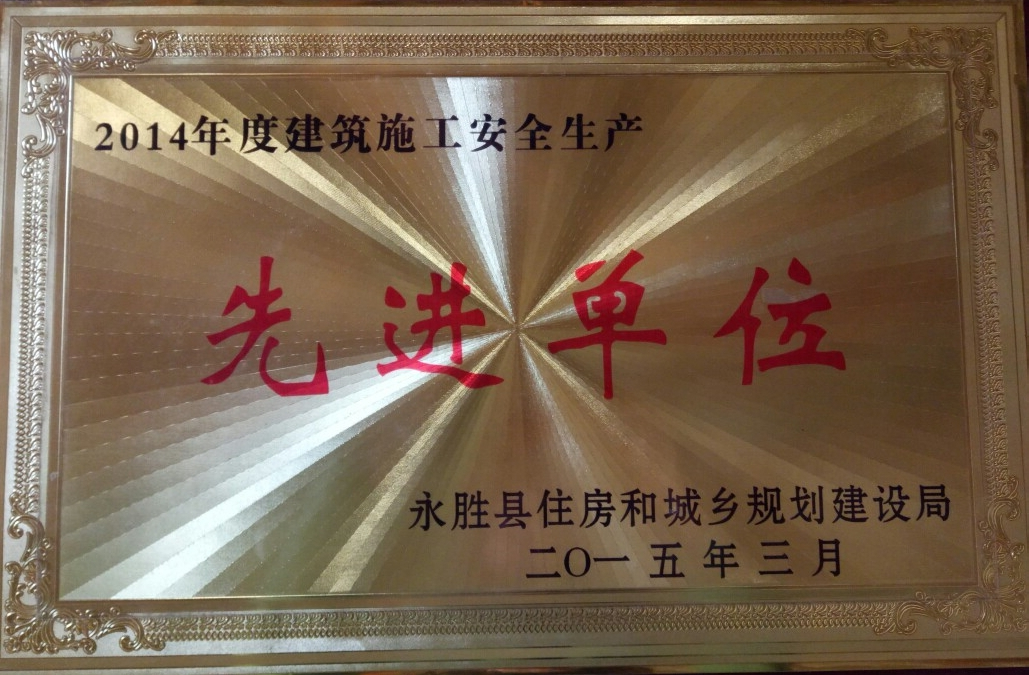 2014年度建筑施工安全生产
先进单位
永胜县住房和城乡规划建设局
二O一五年三月